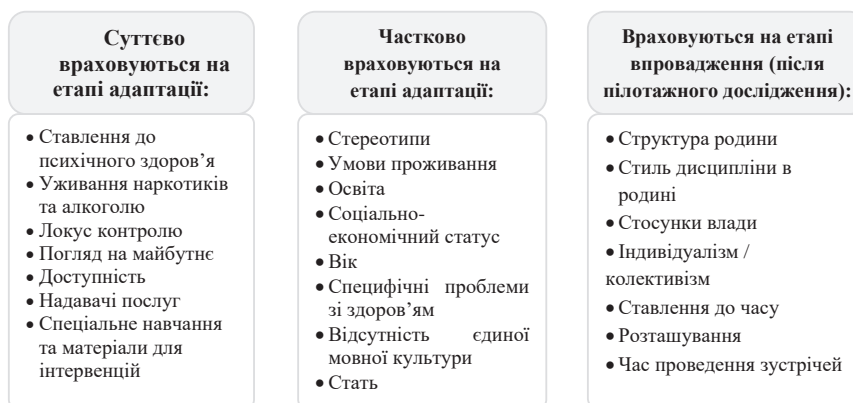 Суттєво
враховуються на
етапі адаптації:
• Ставлення до
психічного здоров’я
• Уживання наркотиків
та алкоголю
• Локус контролю
• Погляд на майбутнє
• Доступність
• Надавачі послуг
• Спеціальне навчання
та матеріали для
інтервенцій
Частково
враховуються на
етапі адаптації:
• Стереотипи
• Умови проживання
• Освіта
• Соціально-
економічний статус
• Вік
• Специфічні проблеми
зі здоров’ям
• Відсутність єдиної
мовної культури
• Стать
Враховуються на етапі
впровадження (після
пілотажного дослідження):
• Структура родини
• Стиль дисципліни в
родині
• Стосунки влади
• Індивідуалізм /
колективізм
• Ставлення до часу
• Розташування
• Час проведення зустрічей